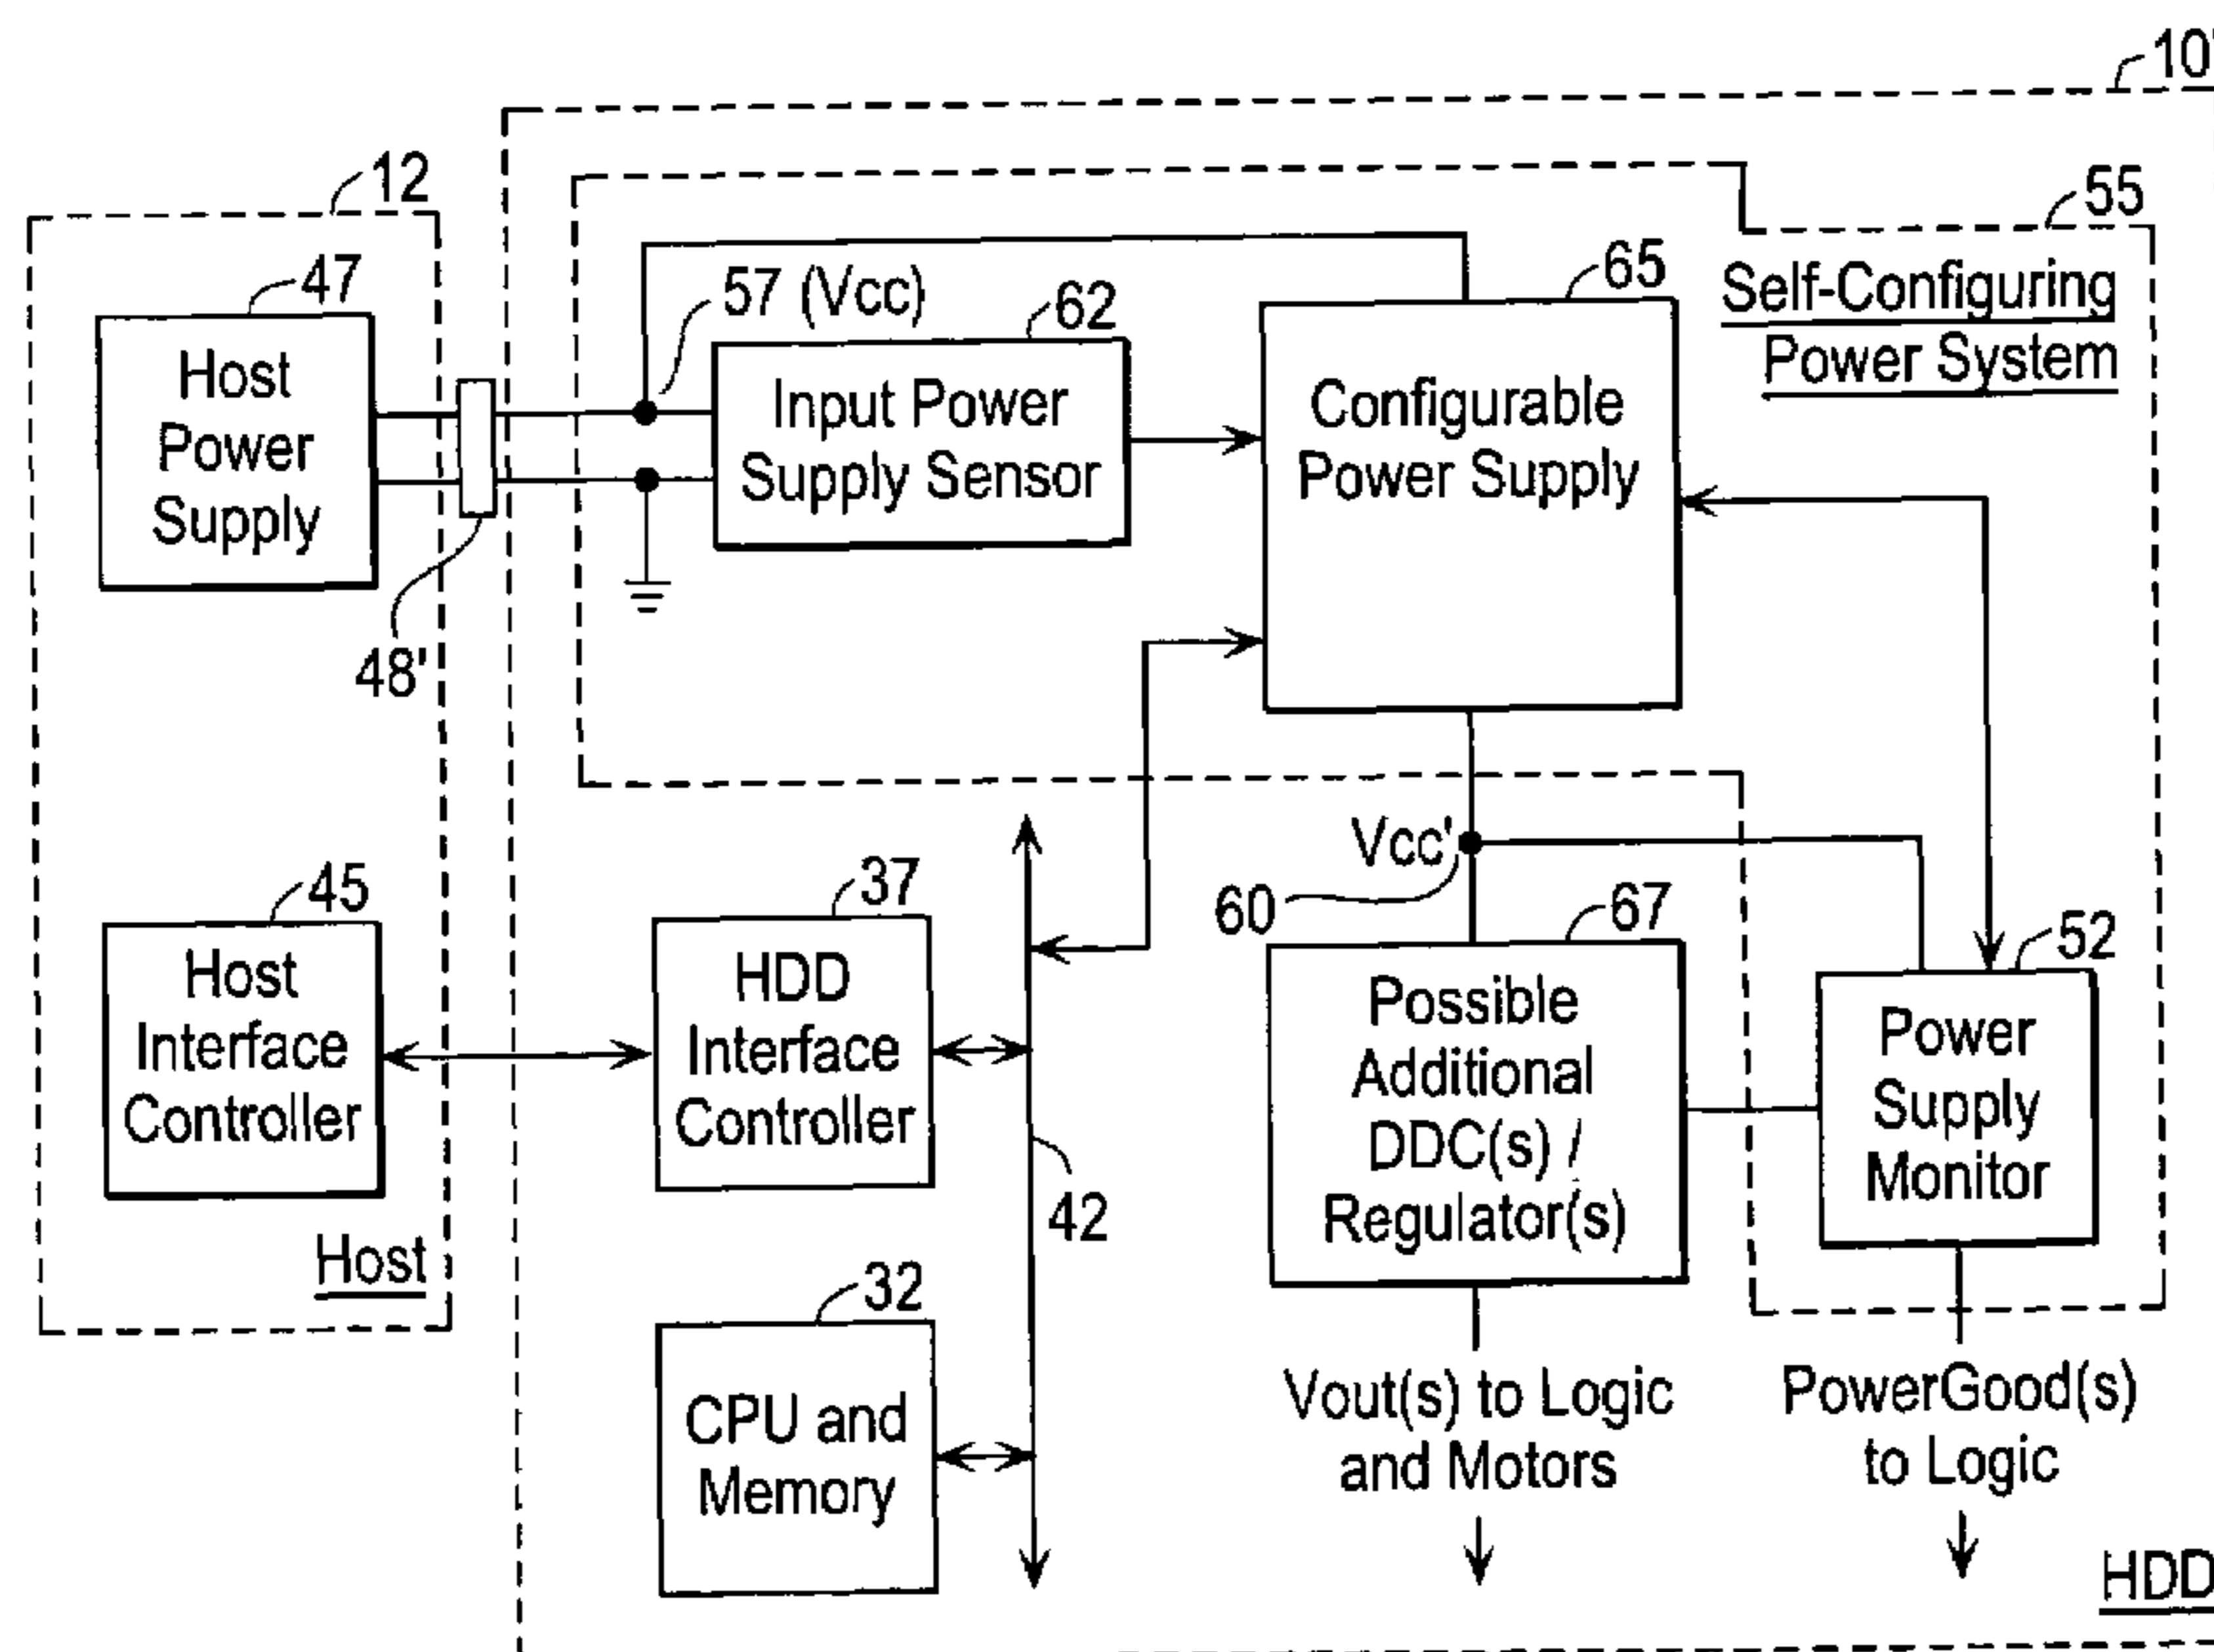 10'
12
55
47
57 (Vcc)
62
65
Self-Configuring
Power System
Host
Power
Supply
Input Power
Supply Sensor
Configurable
Power Supply
48'
Vcc'
60
45
37
67
52
Host
Interface
Controller
HDD
Interface
Controller
Possible
Additional
DDC(s) /
Regulator(s)
Power
Supply
Monitor
42
Host
32
CPU and
Memory
Vout(s) to Logic
and Motors
PowerGood(s)
to Logic
HDD